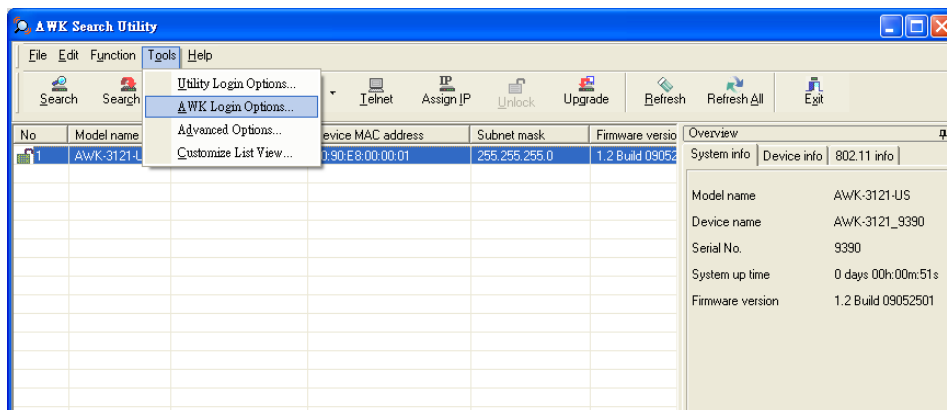 AWK Search Utility
File Edit Function Tools Help
Search Search Telnet Assign IP Unlock Upgrade Refresh Refresh All Exit
IP
Utility Login Options...
AWK Login Options...
Advanced Options...
Customize List View...
No Model name evice MAC address Subnet mask Firmware versio
1 AWK-3121-U 0:90:E8:00:00:01 255.255.255.0 1.2 Build 09052
Overview
System info Device info 802.11 info
Model name AWK-3121-US
Device name AWK-3121_9390
Serial No. 9390
System up time 0 days 00h:00m:51s
Firmware version 1.2 Build 09052501